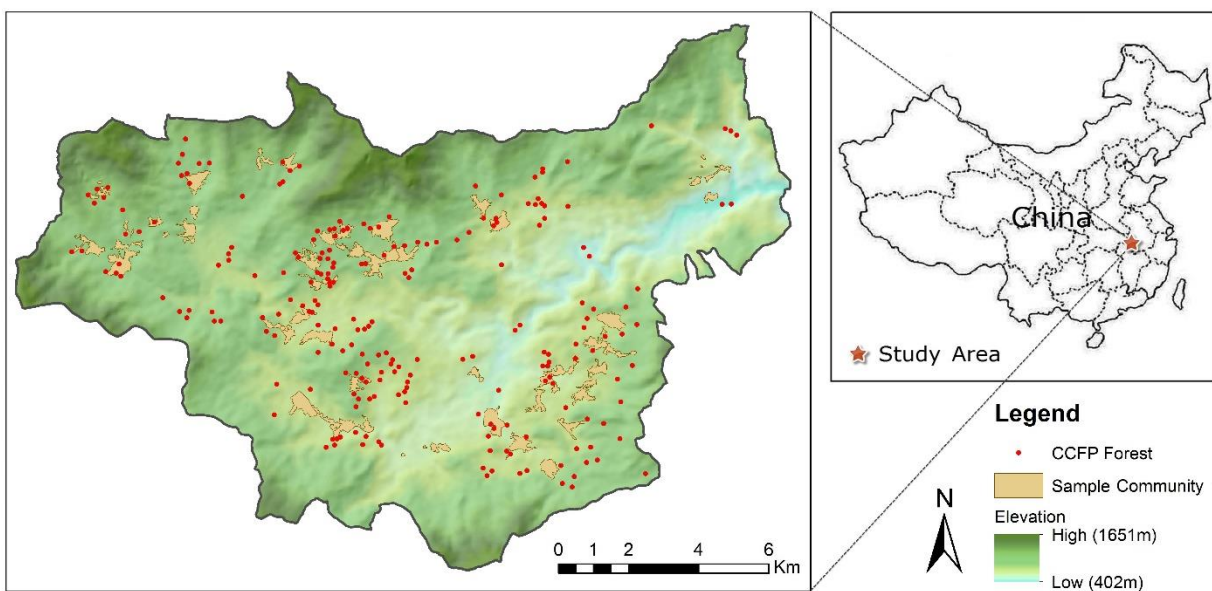 China
Study Area
Legend
CCFP Forest
Sample Community
Elevation
High (1651m)
Low (402m)
N
0 1 2 4 6
Km